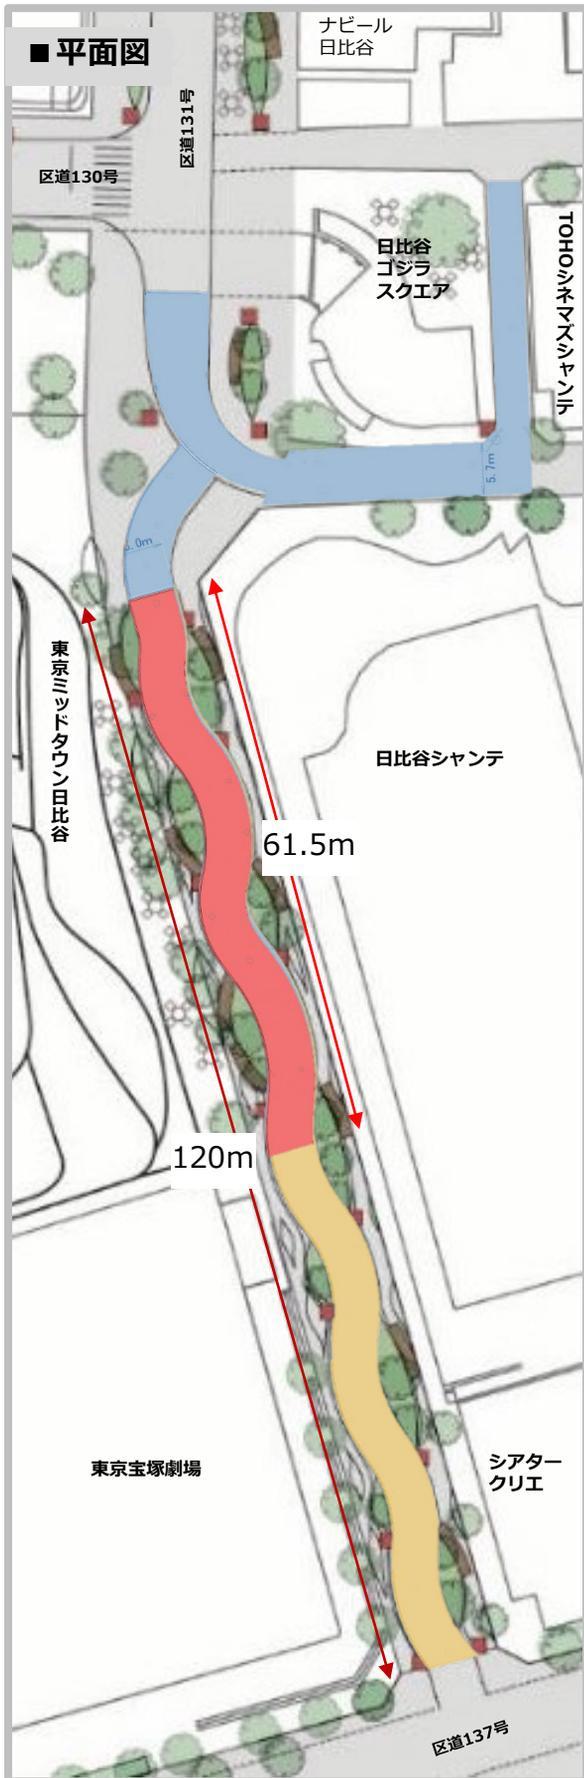 ■平面図
ナビール
日比谷
区道131号
区道130号
日比谷
ゴジラ
スクエア
TOHOシネマズシャンテ
5.7m
東京ミッドタウン日比谷
日比谷シャンテ
61.5m
120m
東京宝塚劇場
シアター
クリエ
区道137号